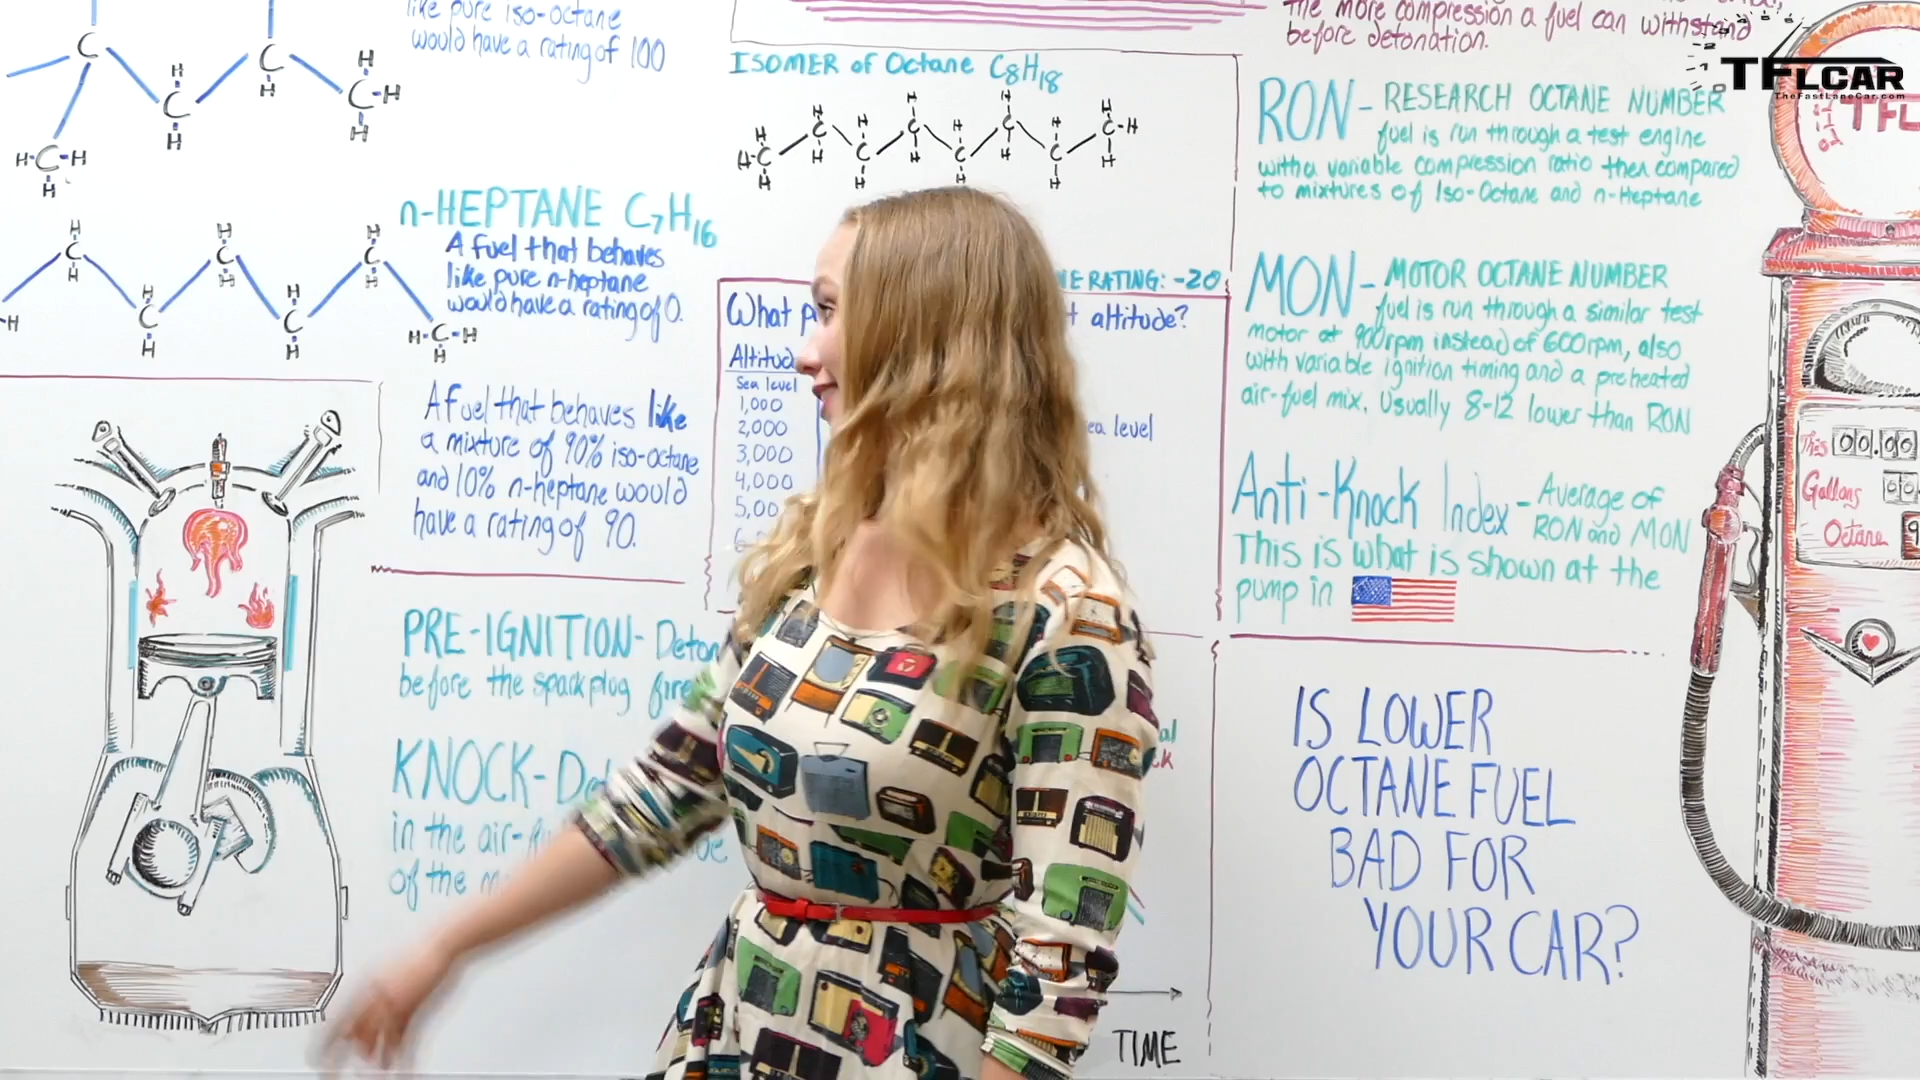 like pure iso-octane
would have a rating of 100
n-HEPTANE C7H16
A fuel that behaves
like pure n-heptane
would have a rating of 0.
A fuel that behaves like
a mixture of 90% iso-octane
and 10% n-heptane would
have a rating of 90.
PRE-IGNITION-
before the spark plug
KNOCK-
in the air-
of the
ISOMER of Octane C8H18
RATING: -20
What
altitude?
Sea level
1,000
2,000
3,000
4,000
level
TIME
the more compression a fuel can withstand
before detonation.
RON - RESEARCH OCTANE NUMBER
fuel is run through a test engine
with a variable compression ratio then compared
to mixtures of Iso-Octane and n-Heptane
MON - MOTOR OCTANE NUMBER
fuel is run through a similar test
motor at 900rpm instead of 600rpm, also
with variable ignition timing and a preheated
air-fuel mix. Usually 8-12 lower than RON
Anti-Knock Index - Average of
RON and MON
This is what is shown at the
pump in
IS LOWER
OCTANE FUEL
BAD FOR
YOUR CAR?
TFLCAR
TheFastLaneCar.com
This 00.00
Gallons
Octane